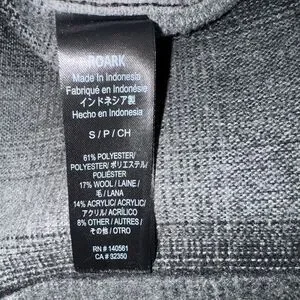 ROARK
Made In Indonesia
Fabriqué en Indonésie
インドネシア製
Hecho en Indonesia
S / P / CH
61% POLYESTER/
POLYESTER/ ポリエステル/
POLIÉSTER
17% WOOL / LAINE /
毛 / LANA
14% ACRYLIC/ ACRYLIC/
アクリル/ ACRÍLICO
8% OTHER / AUTRES /
その他 / OTRO
RN # 140561
CA # 32350